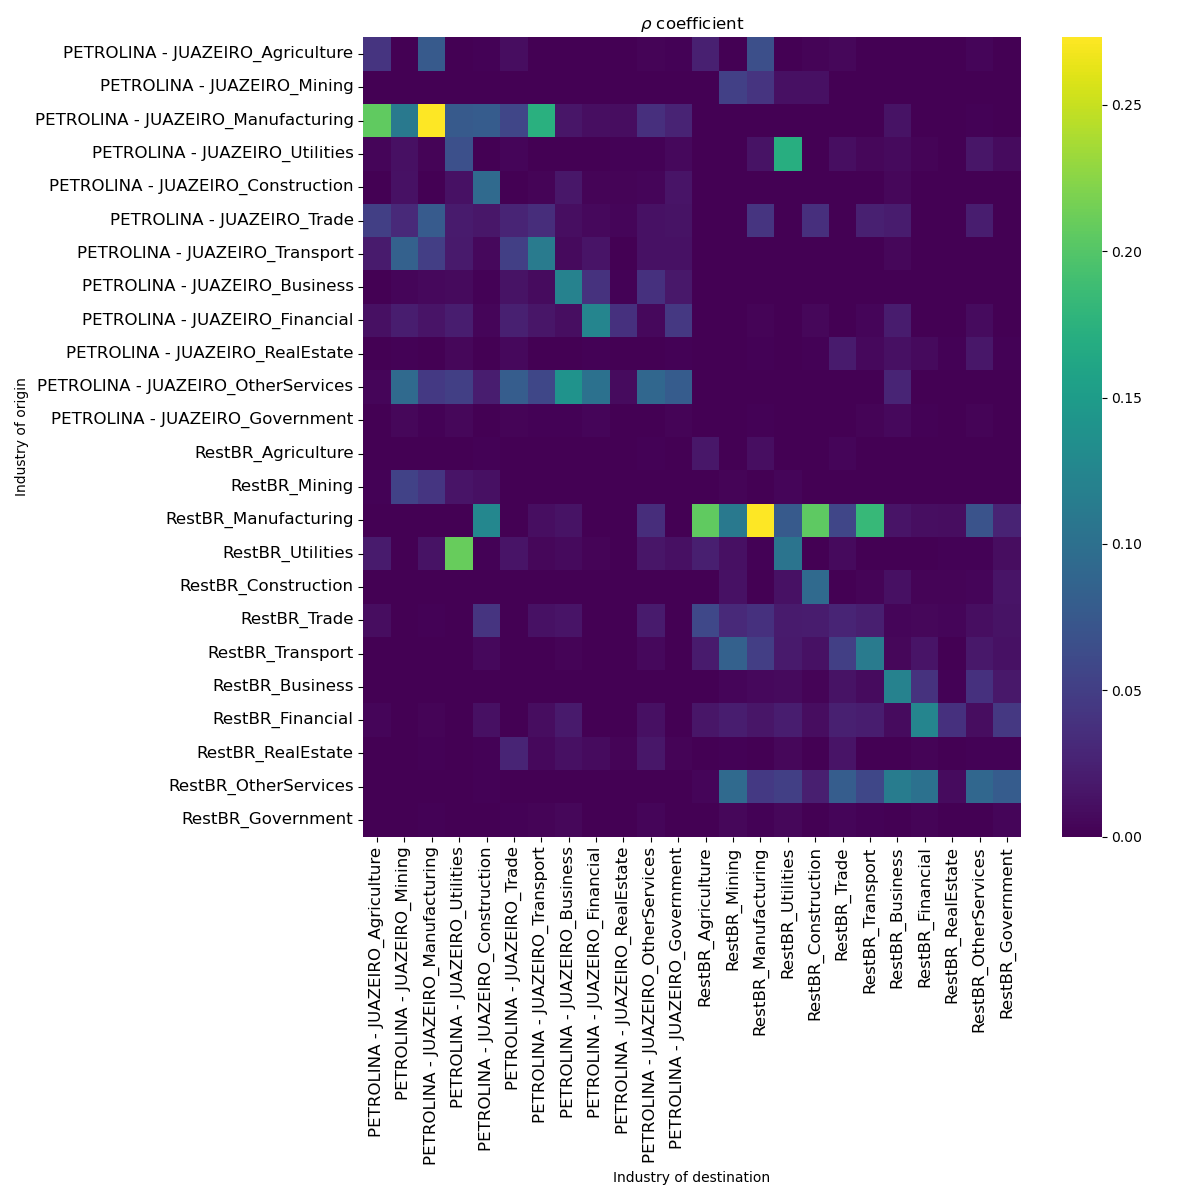 ρ coefficient
PETROLINA - JUAZEIRO_Agriculture
PETROLINA - JUAZEIRO_Mining
PETROLINA - JUAZEIRO_Manufacturing
PETROLINA - JUAZEIRO_Utilities
PETROLINA - JUAZEIRO_Construction
PETROLINA - JUAZEIRO_Trade
PETROLINA - JUAZEIRO_Transport
PETROLINA - JUAZEIRO_Business
PETROLINA - JUAZEIRO_Financial
PETROLINA - JUAZEIRO_RealEstate
PETROLINA - JUAZEIRO_OtherServices
PETROLINA - JUAZEIRO_Government
RestBR_Agriculture
RestBR_Mining
RestBR_Manufacturing
RestBR_Utilities
RestBR_Construction
RestBR_Trade
RestBR_Transport
RestBR_Business
RestBR_Financial
RestBR_RealEstate
RestBR_OtherServices
RestBR_Government
Industry of origin
PETROLINA - JUAZEIRO_Agriculture
PETROLINA - JUAZEIRO_Mining
PETROLINA - JUAZEIRO_Manufacturing
PETROLINA - JUAZEIRO_Utilities
PETROLINA - JUAZEIRO_Construction
PETROLINA - JUAZEIRO_Trade
PETROLINA - JUAZEIRO_Transport
PETROLINA - JUAZEIRO_Business
PETROLINA - JUAZEIRO_Financial
PETROLINA - JUAZEIRO_RealEstate
PETROLINA - JUAZEIRO_OtherServices
PETROLINA - JUAZEIRO_Government
RestBR_Agriculture
RestBR_Mining
RestBR_Manufacturing
RestBR_Utilities
RestBR_Construction
RestBR_Trade
RestBR_Transport
RestBR_Business
RestBR_Financial
RestBR_RealEstate
RestBR_OtherServices
RestBR_Government
Industry of destination
0.25
0.20
0.15
0.10
0.05
0.00